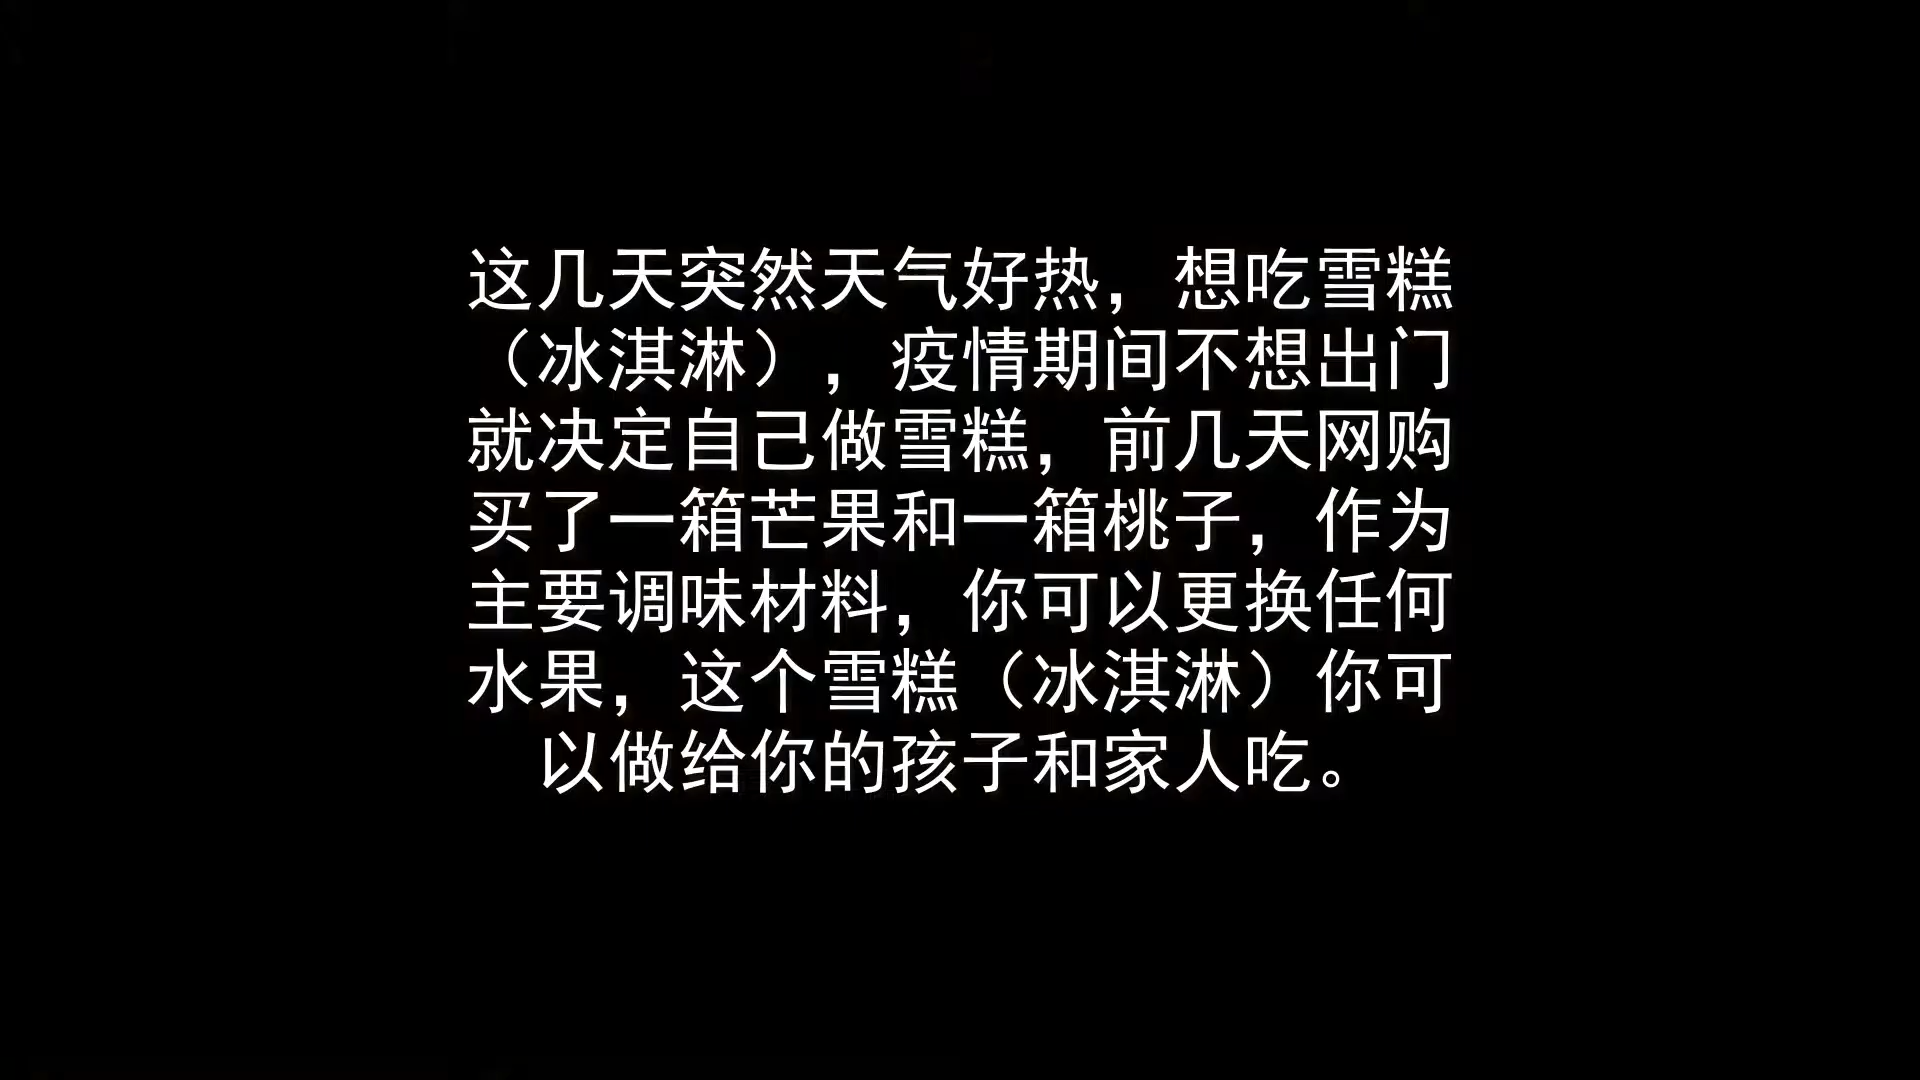 这几天突然天气好热，想吃雪糕
（冰淇淋），疫情期间不想出门
就决定自己做雪糕，前几天网购
买了一箱芒果和一箱桃子，作为
主要调味材料，你可以更换任何
水果，这个雪糕（冰淇淋）你可
以做给你的孩子和家人吃。